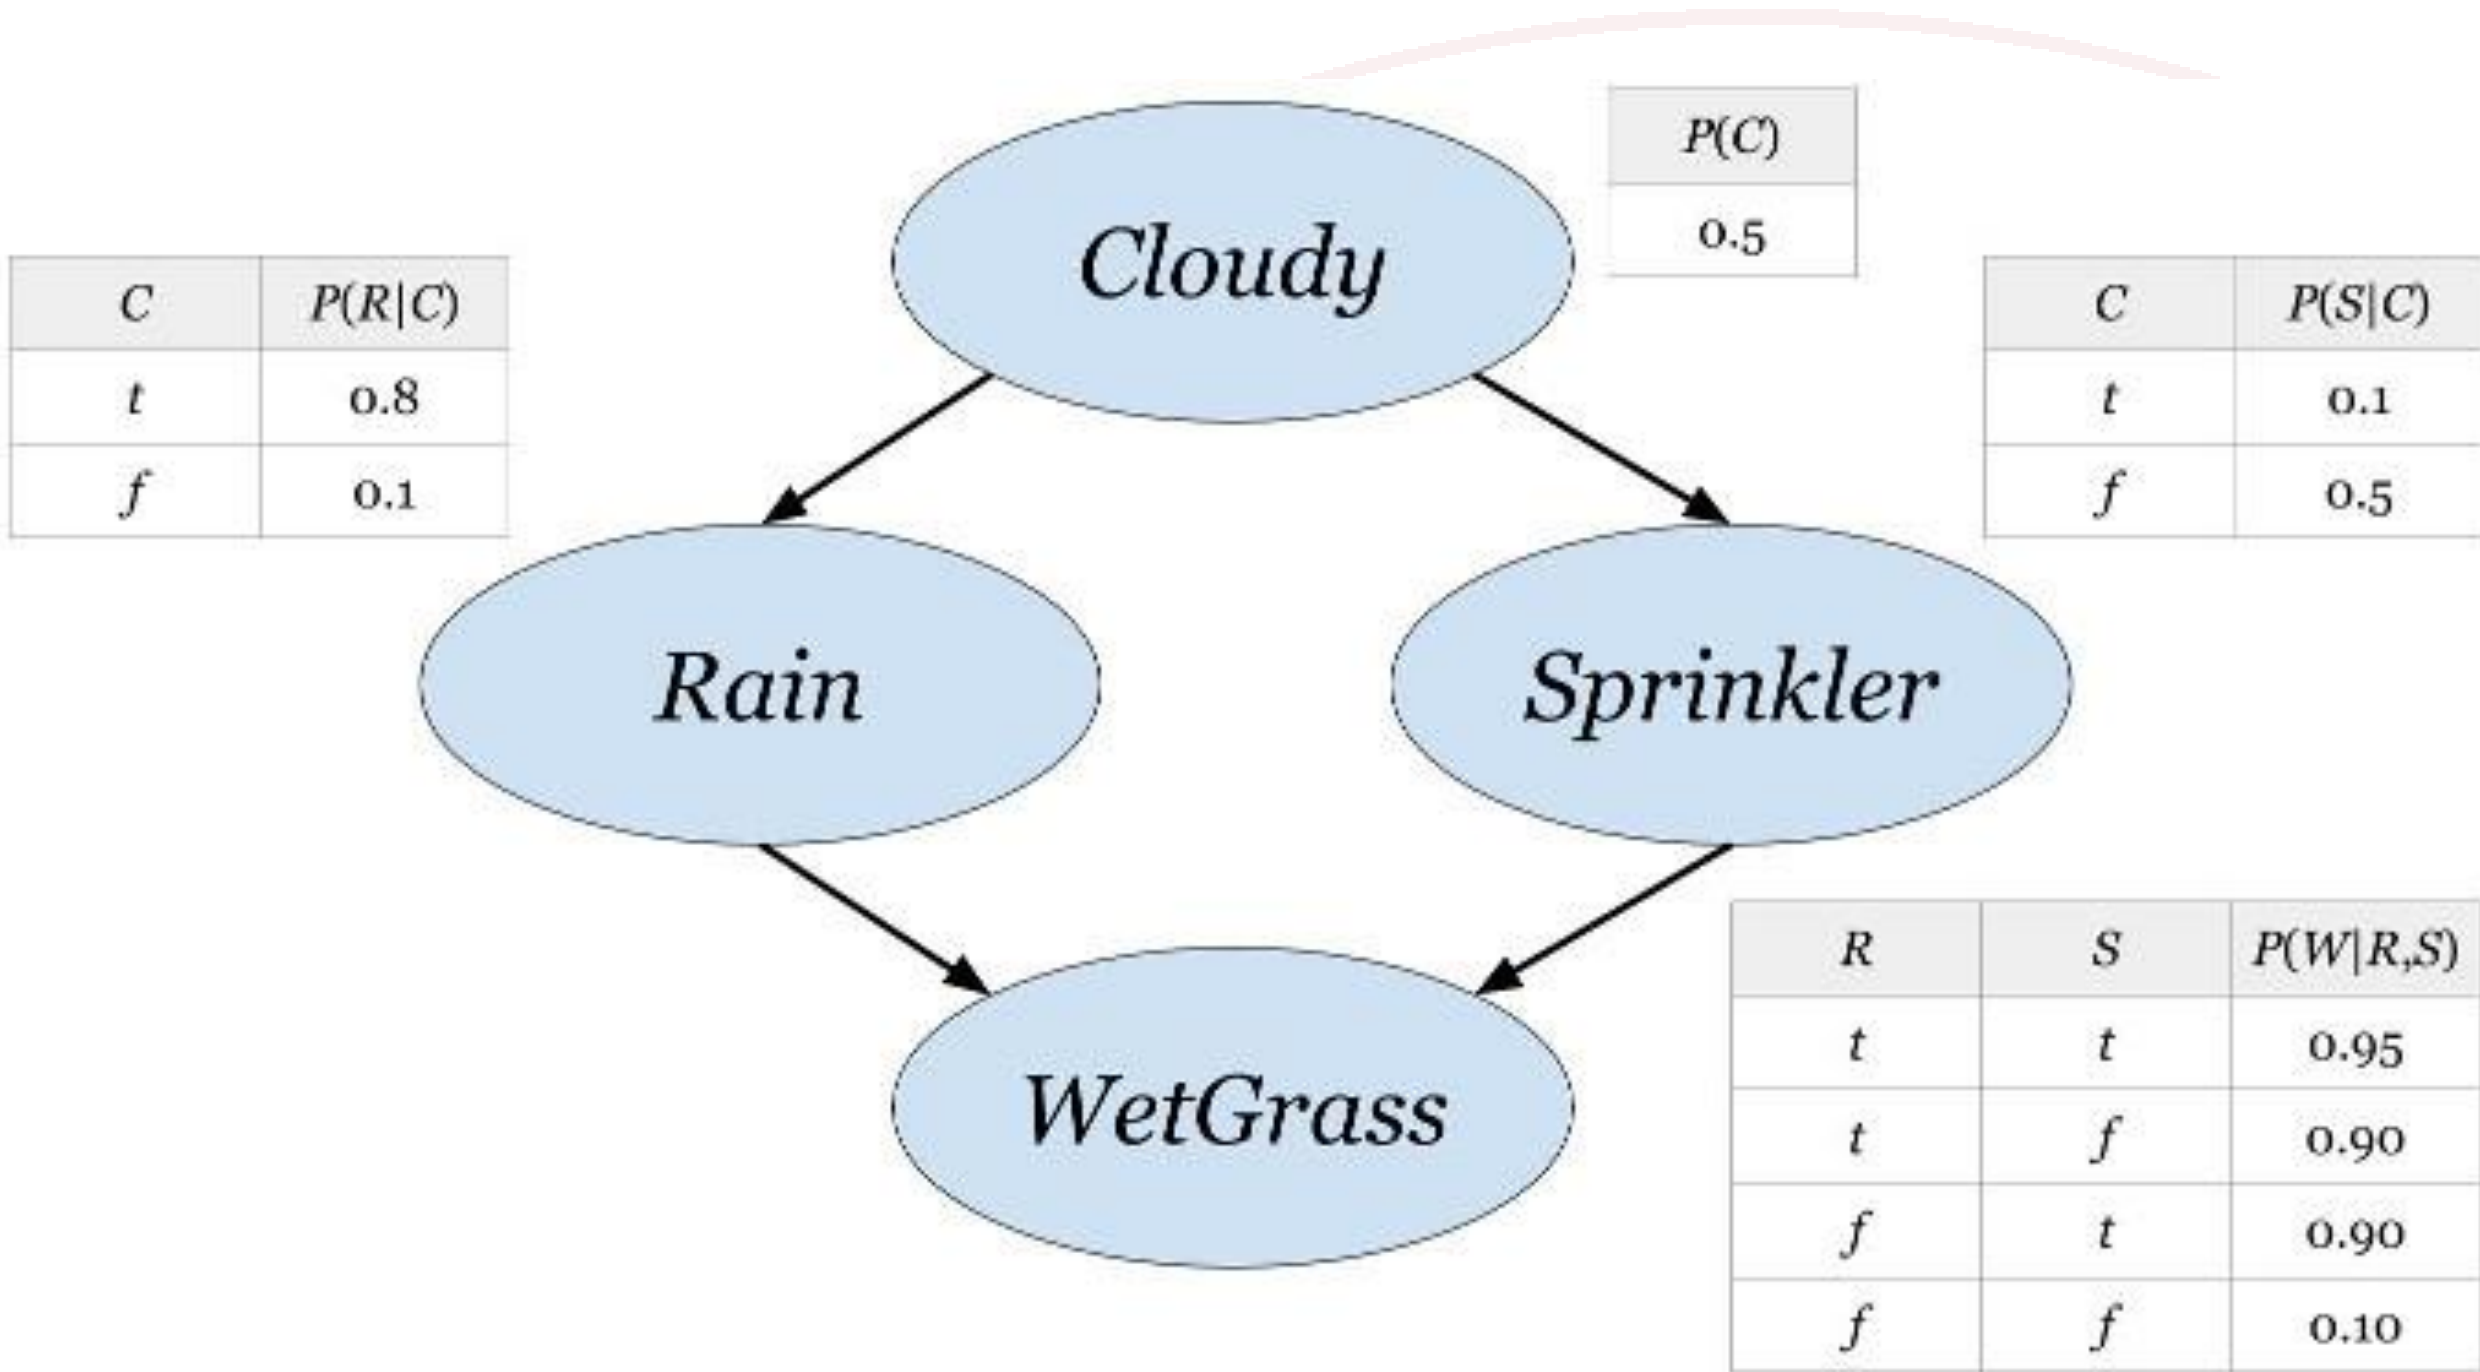 P(C)
0.5
Cloudy
C P(R|C)
t 0.8
f 0.1
C P(S|C)
t 0.1
f 0.5
Rain
Sprinkler
WetGrass
R S P(W|R,S)
t t 0.95
t f 0.90
f t 0.90
f f 0.10